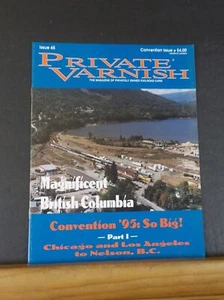 Issue 65
Convention Issue • $4.00
PRIVATE VARNISH
THE MAGAZINE OF PRIVATELY OWNED RAILROAD CARS
Magnificent
British Columbia
Convention '95: So Big!
— Part I —
Chicago and Los Angeles
to Nelson, B.C.